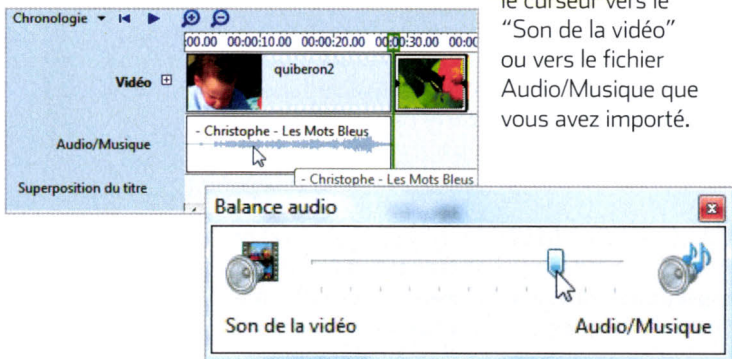 le curseur vers le
“Son de la vidéo”
ou vers le fichier
Audio/Musique que
vous avez importé.
Chronologie
:00.00 00:00:10.00 00:00:20.00 00:00:30.00 00:00
Vidéo
quiberon2
Audio/Musique
- Christophe - Les Mots Bleus
- Christophe - Les Mots Bleus
Superposition du titre
Balance audio
Son de la vidéo Audio/Musique